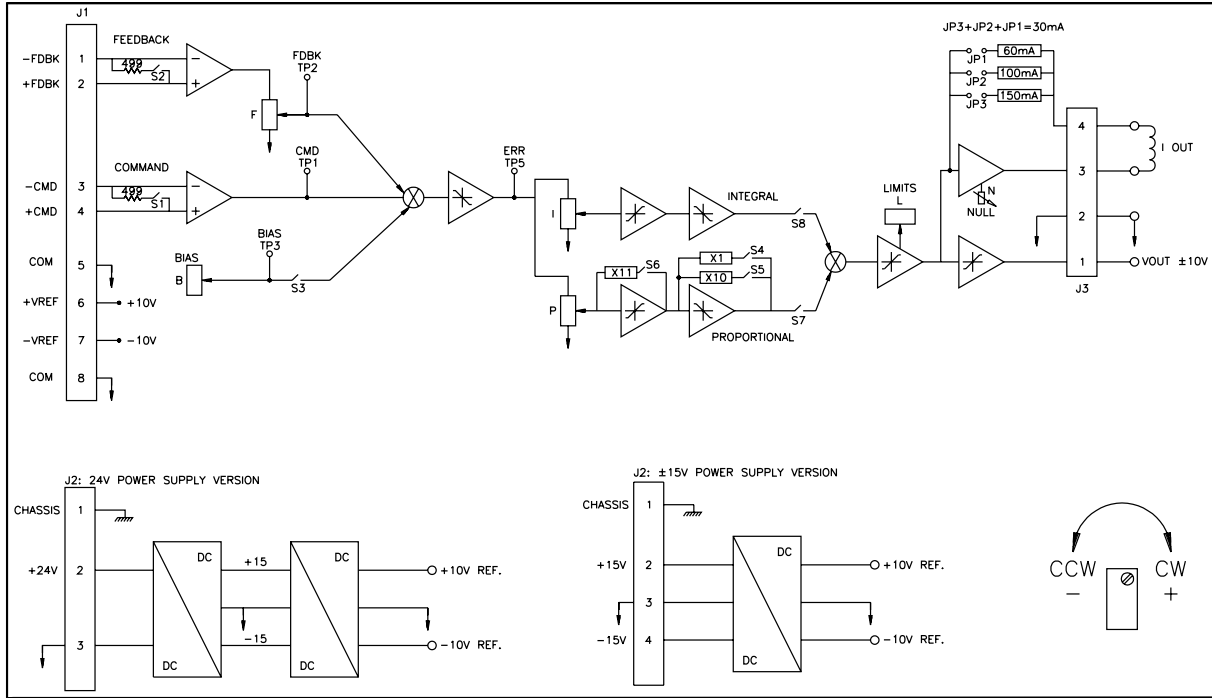 J1
FEEDBACK
-FDBK 1
499
S2
+FDBK 2
F
FDBK
TP2
COMMAND
-CMD 3
499
S1
+CMD 4
CMD
TP1
BIAS
TP3
BIAS
B
S3
COM 5
+VREF 6 +10V
-VREF 7 -10V
COM 8
ERR
TP5
I
INTEGRAL
S8
P
X11 S6
X1 S4
X10 S5
S7
PROPORTIONAL
LIMITS
L
JP3+JP2+JP1=30mA
JP1 60mA
JP2 100mA
JP3 150mA
N
NULL
4
I OUT
3
2
1 VOUT ±10V
J3
J2: 24V POWER SUPPLY VERSION
CHASSIS 1
+24V 2
3
DC
DC
+15
-15
DC
DC
+10V REF.
-10V REF.
J2: ±15V POWER SUPPLY VERSION
CHASSIS 1
+15V 2
3
-15V 4
DC
DC
+10V REF.
-10V REF.
CCW CW
- +